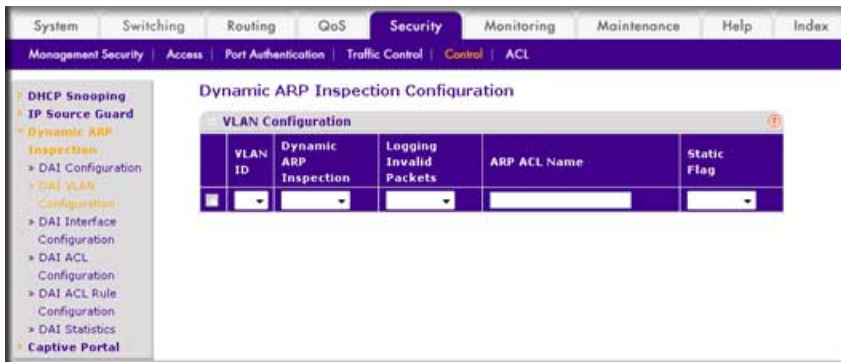 System Switching Routing QoS Security Monitoring Maintenance Help Index
Management Security | Access | Port Authentication | Traffic Control | Control | ACL
DHCP Snooping
IP Source Guard
Dynamic ARP
Inspection
» DAI Configuration
» DAI VLAN
Configuration
» DAI Interface
Configuration
» DAI ACL
Configuration
» DAI ACL Rule
Configuration
» DAI Statistics
Captive Portal
Dynamic ARP Inspection Configuration
VLAN Configuration ?
VLAN
ID
Dynamic
ARP
Inspection
Logging
Invalid
Packets
ARP ACL Name
Static
Flag